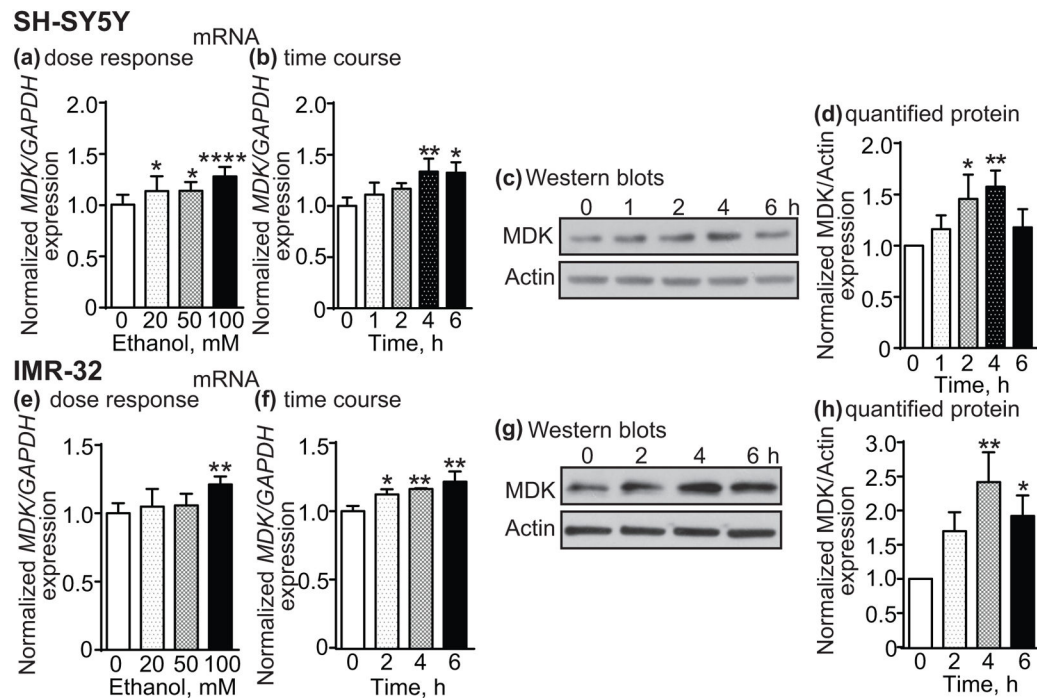 SH-SY5Y
mRNA
(a) dose response
Normalized MDK/GAPDH
expression
2.0
1.5
1.0
0
* * ****
0 20 50 100
Ethanol, mM
(b) time course
Normalized MDK/GAPDH
expression
2.0
1.5
1.0
0
** *
0 1 2 4 6
Time, h
(c) Western blots
0 1 2 4 6 h
MDK
Actin
(d) quantified protein
Normalized MDK/Actin
expression
2.0
1.5
1.0
0.5
0
* **
0 1 2 4 6
Time, h
IMR-32
mRNA
(e) dose response
Normalized MDK/GAPDH
expression
1.5
1.0
0.5
0
**
0 20 50 100
Ethanol, mM
(f) time course
Normalized MDK/GAPDH
expression
1.5
1.0
0.5
0
* ** **
0 2 4 6
Time, h
(g) Western blots
0 2 4 6 h
MDK
Actin
(h) quantified protein
Normalized MDK/Actin
expression
3.0
2.5
2.0
1.5
1.0
0.5
0
** *
0 2 4 6
Time, h